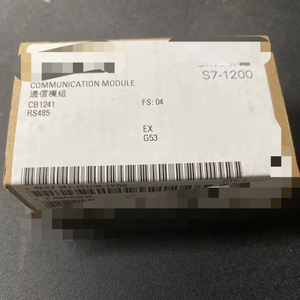 S7-1200
COMMUNICATION MODULE
通信模組
CB1241
FS: 04
RS485
EX
G53